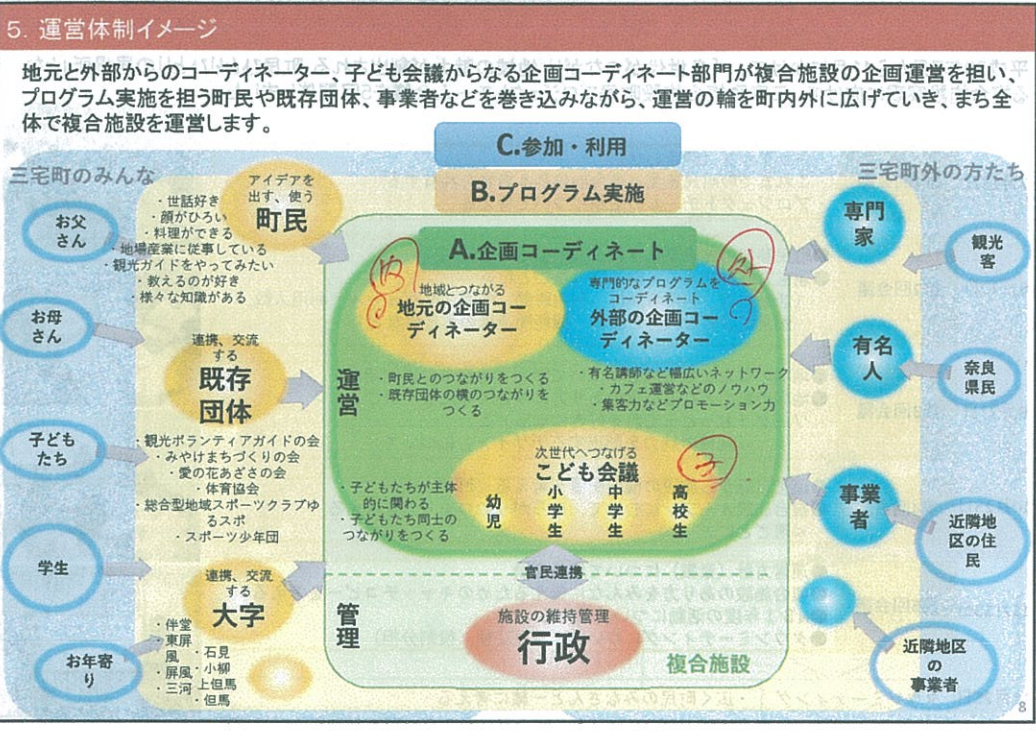 5. 運営体制イメージ
地元と外部からのコーディネーター、子ども会議からなる企画コーディネート部門が複合施設の企画運営を担い、
プログラム実施を担う町民や既存団体、事業者などを巻き込みながら、運営の輪を町内外に広げていき、まち全
体で複合施設を運営します。
C.参加・利用
B.プログラム実施
A.企画コーディネート
三宅町のみんな
三宅町外の方たち
お父
さん
お母
さん
子ども
たち
学生
お年寄
り
アイデアを
出す、使う
町民
・世話好き
・顔がひろい
・料理ができる
・地場産業に従事している
・観光ガイドをやってみたい
・教えるのが好き
・様々な知識がある
連携、交流
する
既存
団体
・観光ボランティアガイドの会
・みやけまちづくりの会
・愛の花あざさの会
・体育協会
・総合型地域スポーツクラブゆ
るスポ
・スポーツ少年団
連携、交流
する
大字
・伴堂
・東屏
風
・屏風
・三河
・石見
・小柳
・上但馬
・但馬
運営
地域とつながる
地元の企画コー
ディネーター
・町民とのつながりをつくる
・既存団体の横のつながりを
つくる
専門的なプログラムを
コーディネート
外部の企画コー
ディネーター
・有名講師など幅広いネットワーク
・カフェ運営などのノウハウ
・集客力などプロモーション力
次世代へつなげる
こども会議
幼児
小学生
中学生
高校生
子
・子どもたちが主体
的に関わる
・子どもたち同士の
つながりをつくる
官民連携
管理
施設の維持管理
行政
複合施設
専門
家
有名
人
事業
者
観光
客
奈良
県民
近隣地
区の住
民
近隣地区
の
事業者
8